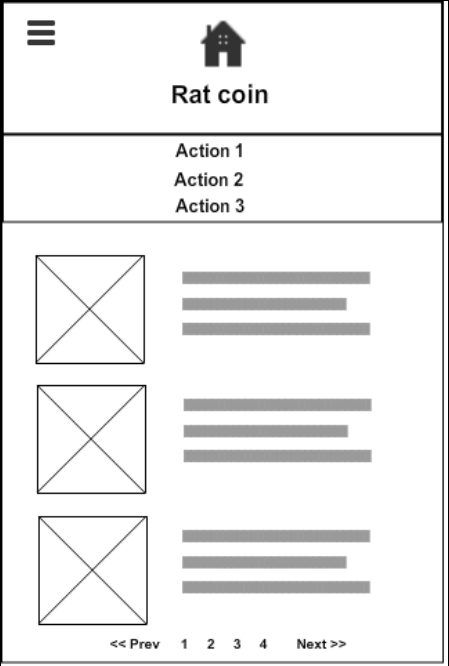 Rat coin
Action 1
Action 2
Action 3
<< Prev 1 2 3 4 Next >>